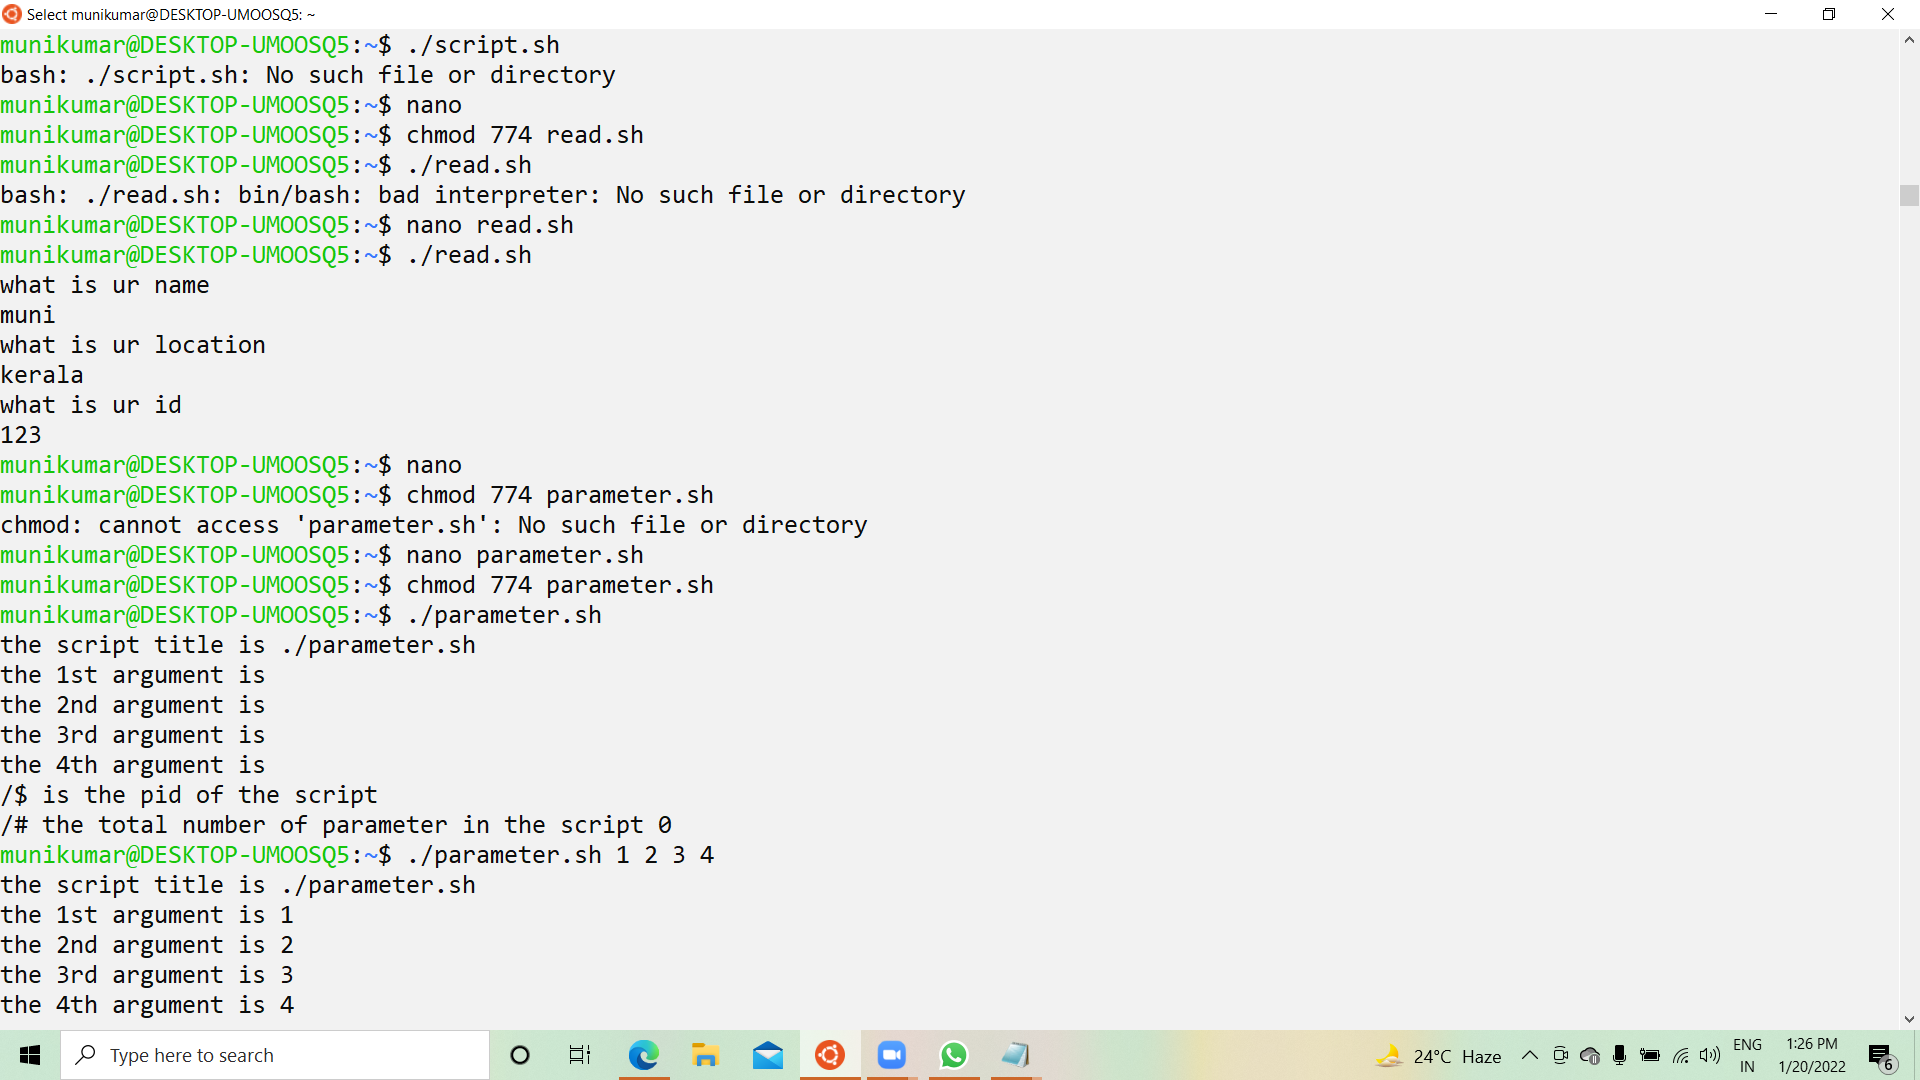 Select munikumar@DESKTOP-UMOOSQ5: ~
munikumar@DESKTOP-UMOOSQ5:~$ ./script.sh
bash: ./script.sh: No such file or directory
munikumar@DESKTOP-UMOOSQ5:~$ nano
munikumar@DESKTOP-UMOOSQ5:~$ chmod 774 read.sh
munikumar@DESKTOP-UMOOSQ5:~$ ./read.sh
bash: ./read.sh: bin/bash: bad interpreter: No such file or directory
munikumar@DESKTOP-UMOOSQ5:~$ nano read.sh
munikumar@DESKTOP-UMOOSQ5:~$ ./read.sh
what is ur name
muni
what is ur location
kerala
what is ur id
123
munikumar@DESKTOP-UMOOSQ5:~$ nano
munikumar@DESKTOP-UMOOSQ5:~$ chmod 774 parameter.sh
chmod: cannot access 'parameter.sh': No such file or directory
munikumar@DESKTOP-UMOOSQ5:~$ nano parameter.sh
munikumar@DESKTOP-UMOOSQ5:~$ chmod 774 parameter.sh
munikumar@DESKTOP-UMOOSQ5:~$ ./parameter.sh
the script title is ./parameter.sh
the 1st argument is
the 2nd argument is
the 3rd argument is
the 4th argument is
/$ is the pid of the script
/# the total number of parameter in the script 0
munikumar@DESKTOP-UMOOSQ5:~$ ./parameter.sh 1 2 3 4
the script title is ./parameter.sh
the 1st argument is 1
the 2nd argument is 2
the 3rd argument is 3
the 4th argument is 4
Type here to search
24°C Haze
ENG
IN
1:26 PM
1/20/2022
6